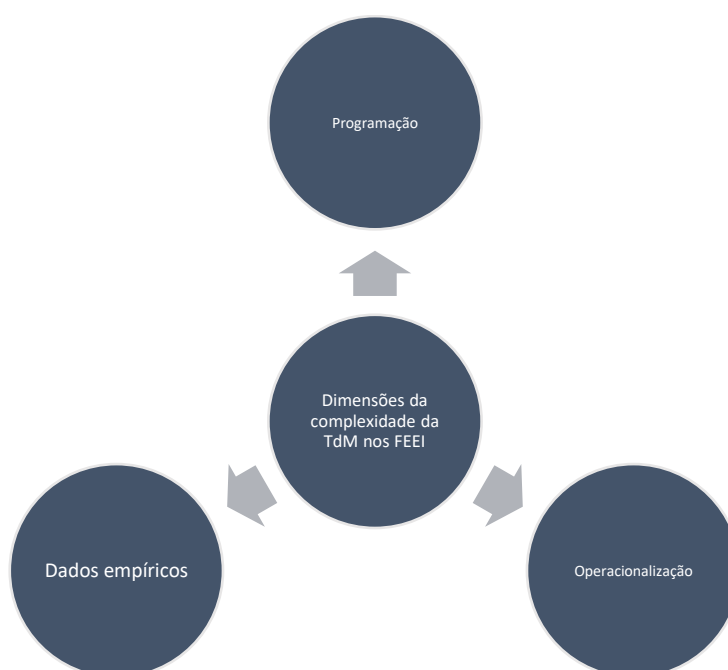 Programação
Dimensões da
complexidade da
TdM nos FEEI
Dados empíricos
Operacionalização